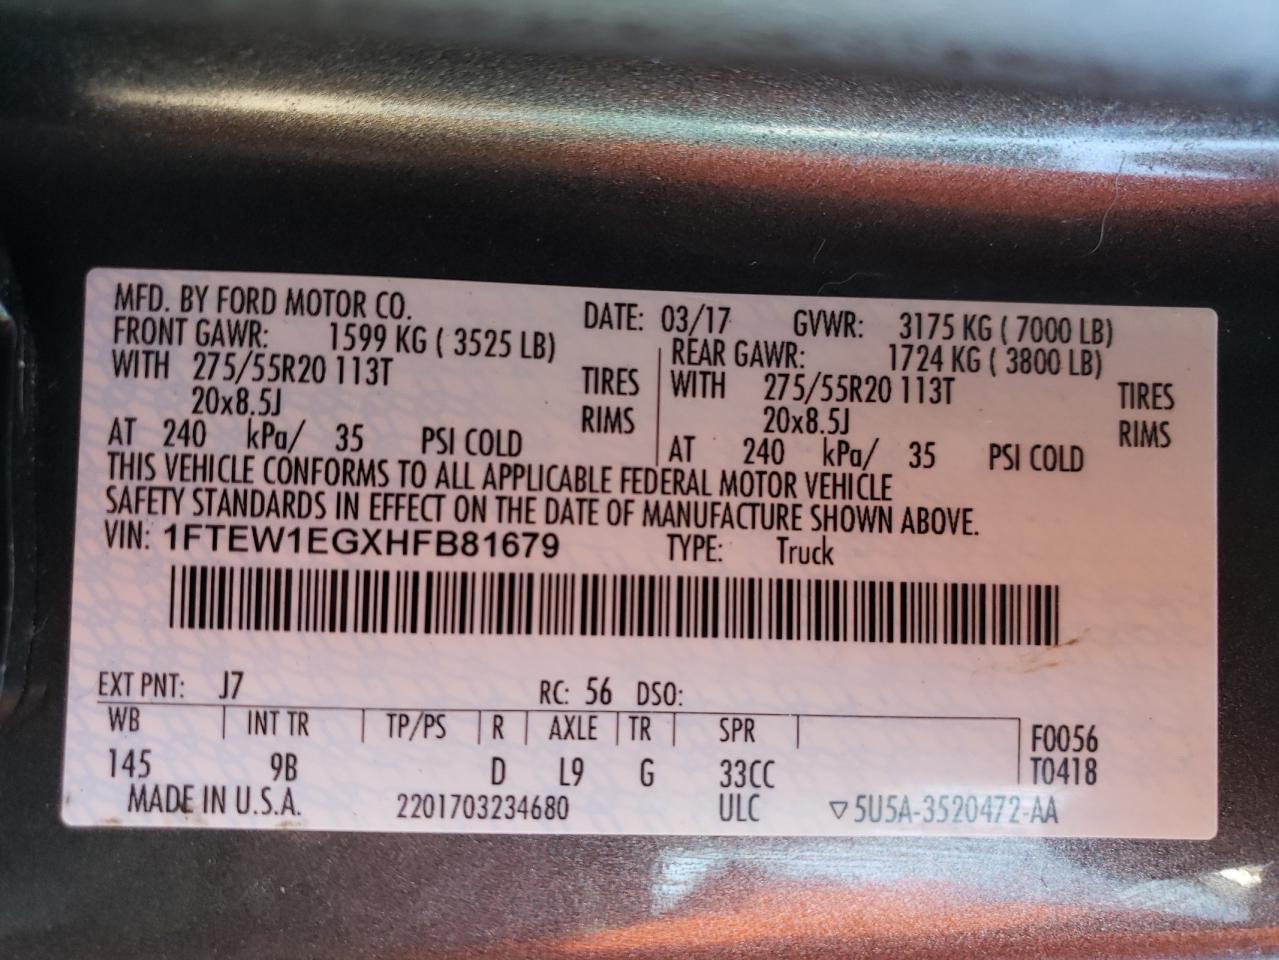 MFD. BY FORD MOTOR CO. DATE: 03/17 GVWR: 3175 KG ( 7000 LB)
FRONT GAWR: 1599 KG ( 3525 LB) REAR GAWR: 1724 KG ( 3800 LB)
WITH 275/55R20 113T TIRES WITH 275/55R20 113T TIRES
20x8.5J RIMS 20x8.5J RIMS
AT 240 kPa/ 35 PSI COLD AT 240 kPa/ 35 PSI COLD
THIS VEHICLE CONFORMS TO ALL APPLICABLE FEDERAL MOTOR VEHICLE
SAFETY STANDARDS IN EFFECT ON THE DATE OF MANUFACTURE SHOWN ABOVE.
VIN: 1FTEW1EGXHFB81679 TYPE: Truck
EXT PNT: J7 RC: 56 DSO:
WB INT TR TP/PS R AXLE TR SPR F0056
145 9B D L9 G 33CC T0418
MADE IN U.S.A. 2201703234680 ULC ▽5U5A-3520472-AA